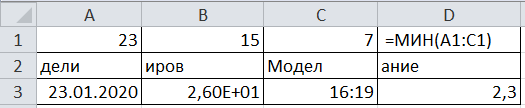 A B C D
1 23 15 7 =МИН(A1:C1)
2 дели иров Модел ание
3 23.01.2020 2,60E+01 16:19 2,3